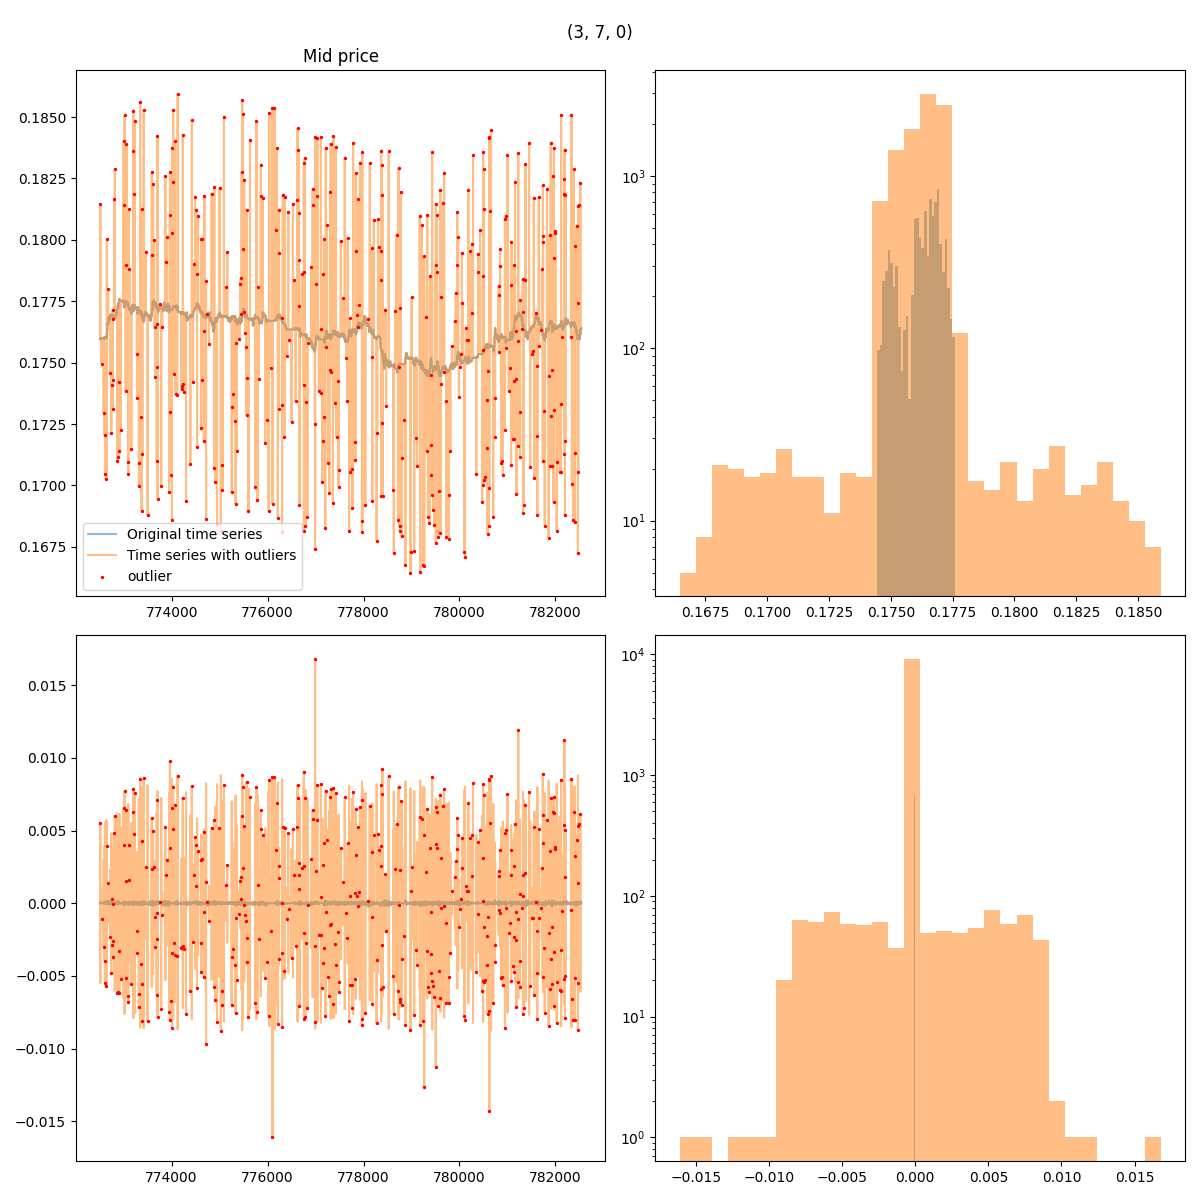 (3, 7, 0)
Mid price
0.1850
0.1825
0.1800
0.1775
0.1750
0.1725
0.1700
0.1675
Original time series
Time series with outliers
outlier
774000 776000 778000 780000 782000
10³
10²
10¹
0.1675 0.1700 0.1725 0.1750 0.1775 0.1800 0.1825 0.1850
0.015
0.010
0.005
0.000
−0.005
−0.010
−0.015
774000 776000 778000 780000 782000
10⁴
10³
10²
10¹
10⁰
−0.015 −0.010 −0.005 0.000 0.005 0.010 0.015